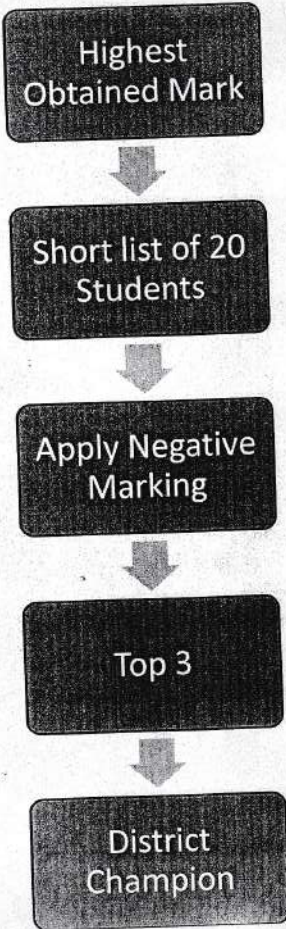 Highest
Obtained Mark
Short list of 20
Students
Apply Negative
Marking
Top 3
District
Champion